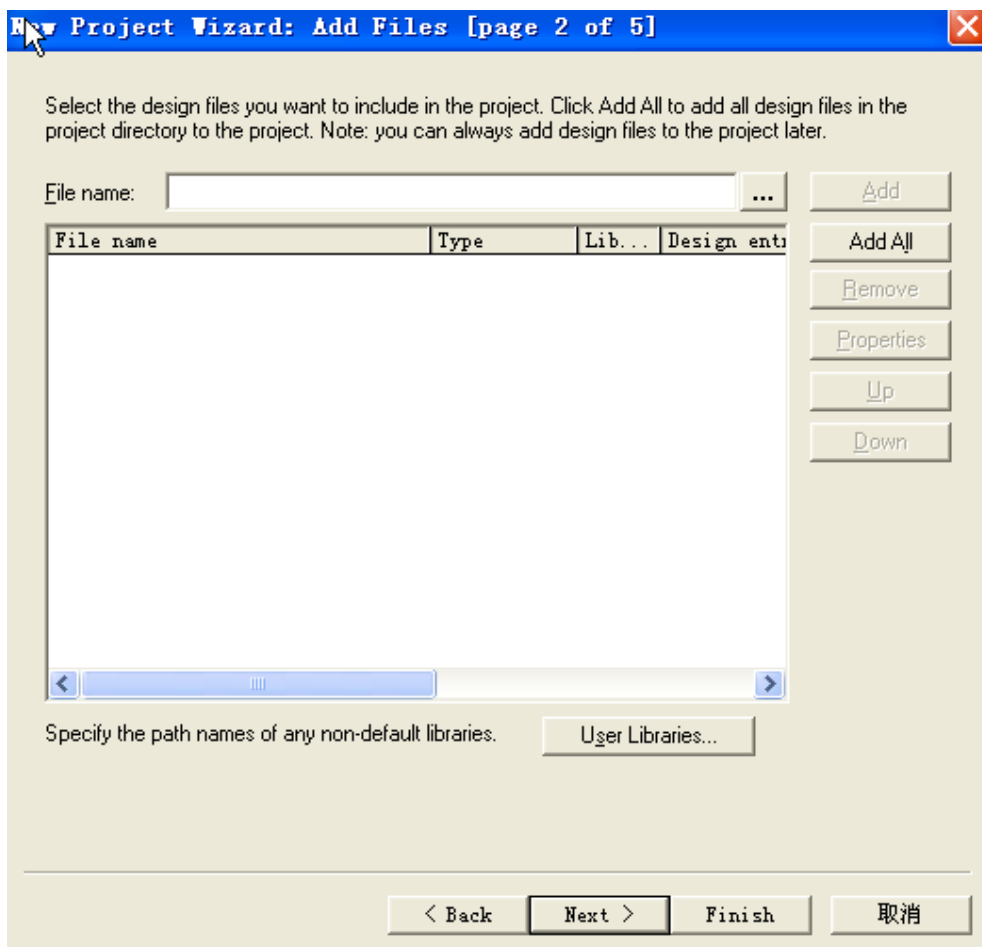 New Project Wizard: Add Files [page 2 of 5]
Select the design files you want to include in the project. Click Add All to add all design files in the
project directory to the project. Note: you can always add design files to the project later.
File name: ... Add
File name Type Lib... Design entr Add All
Remove
Properties
Up
Down
Specify the path names of any non-default libraries. User Libraries...
< Back Next > Finish 取消